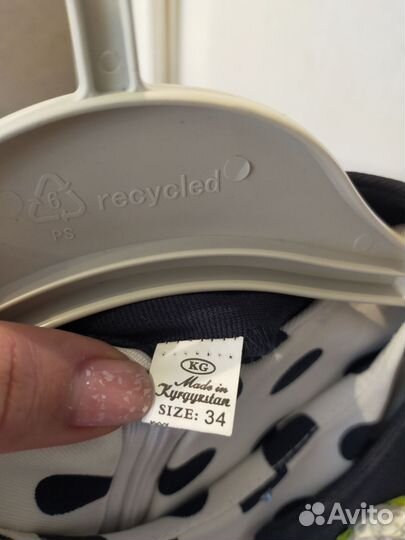 6
PS
recycled
KG
Made in
Kyrgyzstan
SIZE: 34
Avito